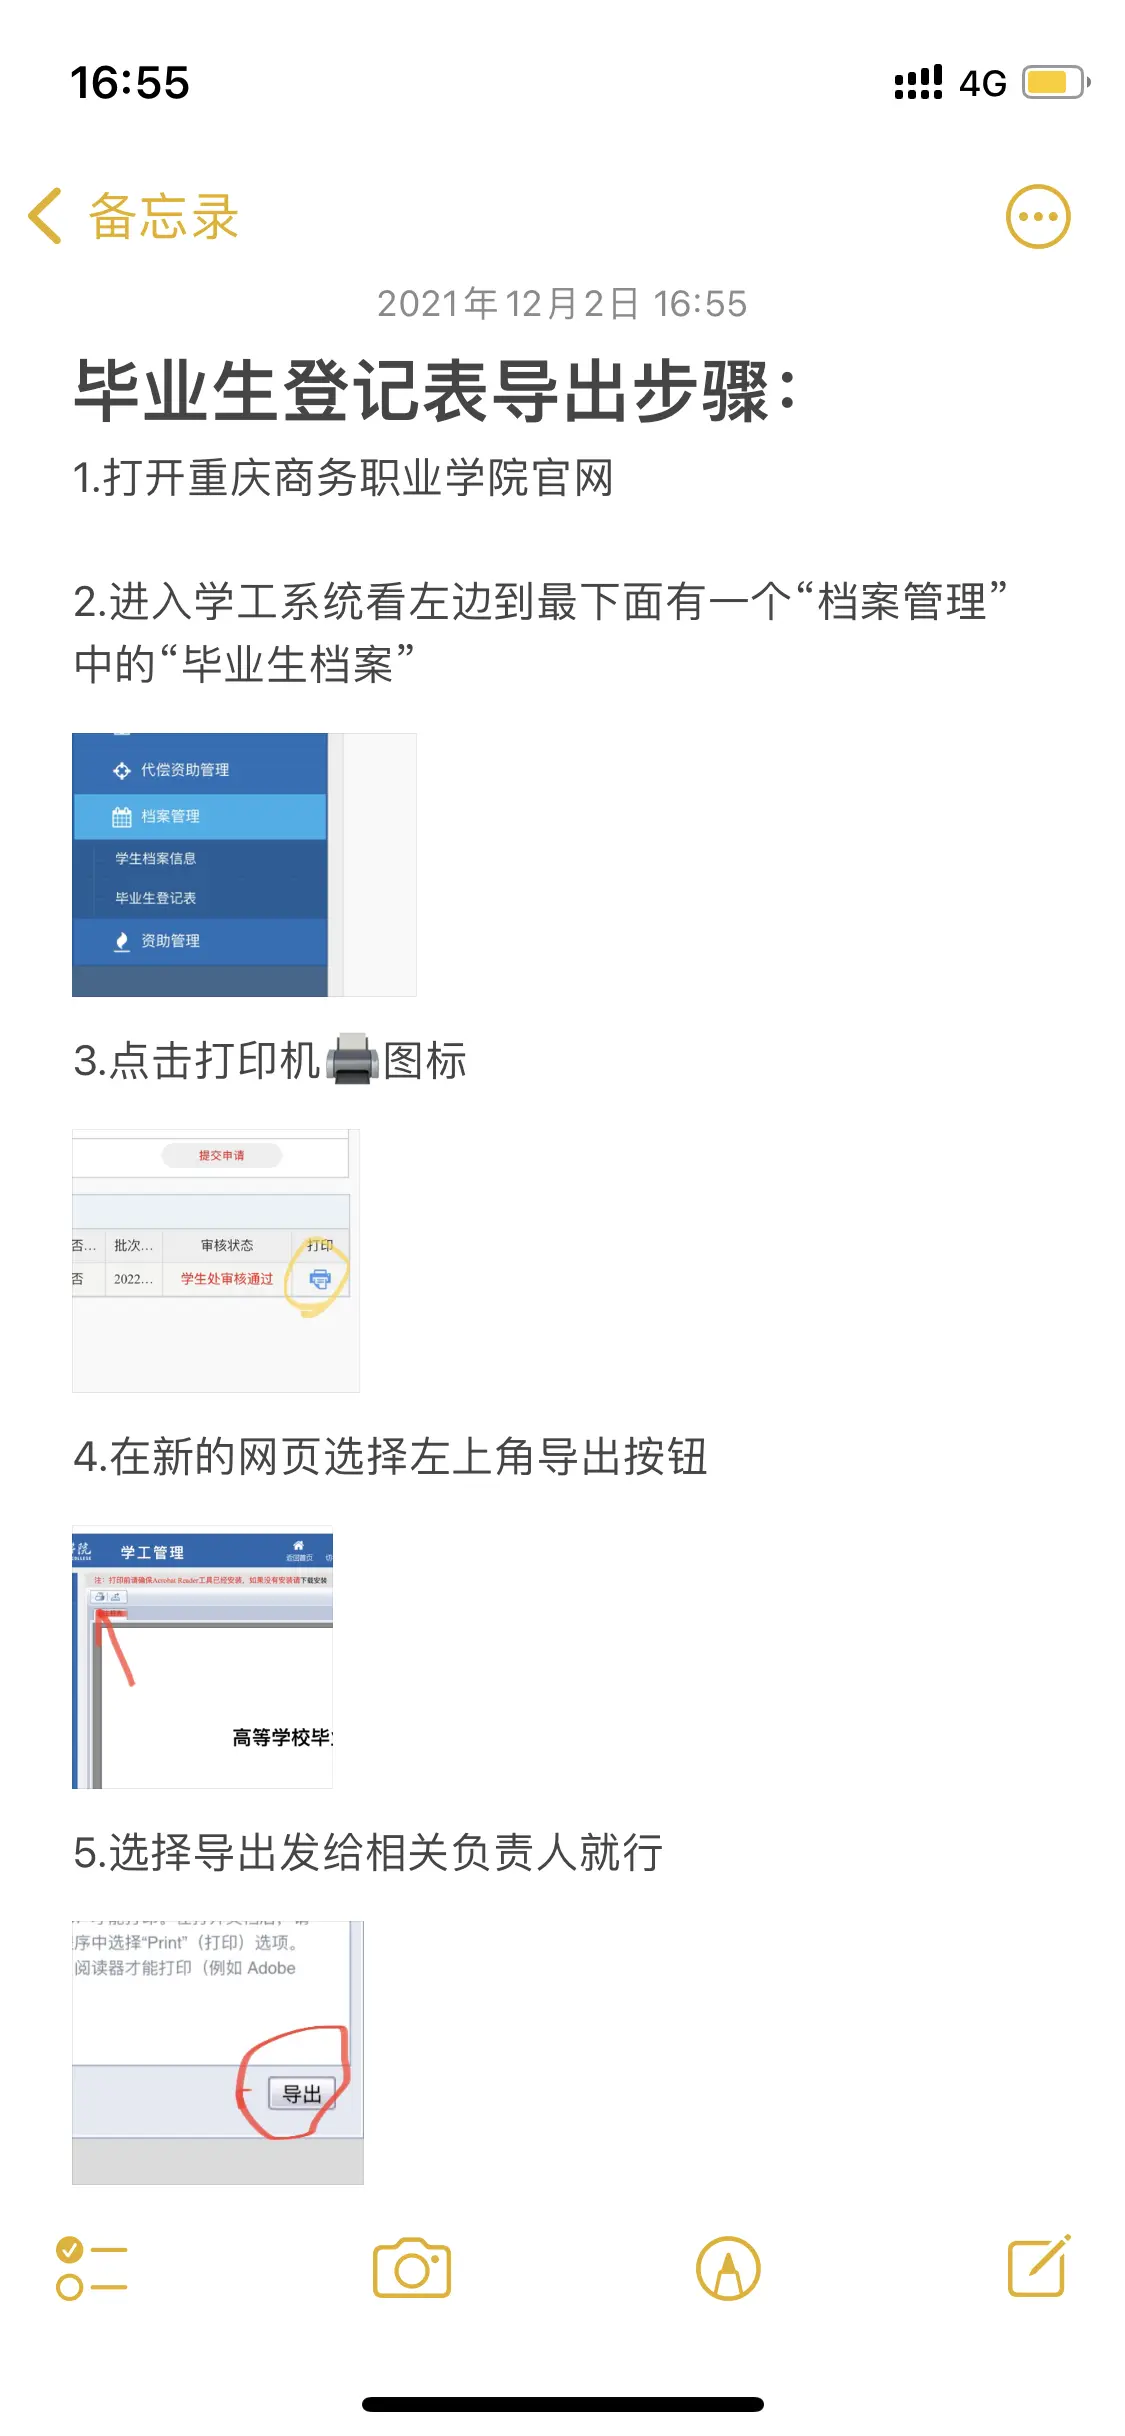 16:55
4G
备忘录
2021年12月2日 16:55
毕业生登记表导出步骤：
1.打开重庆商务职业学院官网
2.进入学工系统看左边到最下面有一个“档案管理”
中的“毕业生档案”
代偿资助管理
档案管理
学生档案信息
毕业生登记表
资助管理
3.点击打印机🖨图标
提交申请
否... 批次... 审核状态 打印
否 2022... 学生处审核通过
4.在新的网页选择左上角导出按钮
学院 学工管理
返回首页 切
注：打印前请确保Acrobat Reader工具已经安装，如果没有安装请下载安装
高等学校毕
5.选择导出发给相关负责人就行
序中选择“Print”（打印）选项。
阅读器才能打印（例如 Adobe
导出